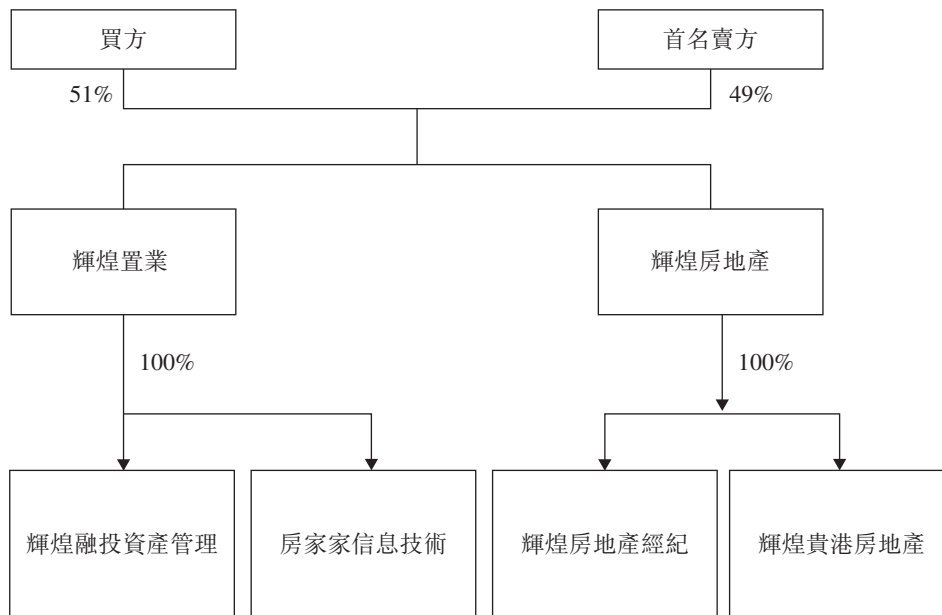 買方
首名賣方
51%
49%
輝煌置業
輝煌房地產
100%
100%
輝煌融投資產管理
房家家信息技術
輝煌房地產經紀
輝煌貴港房地產